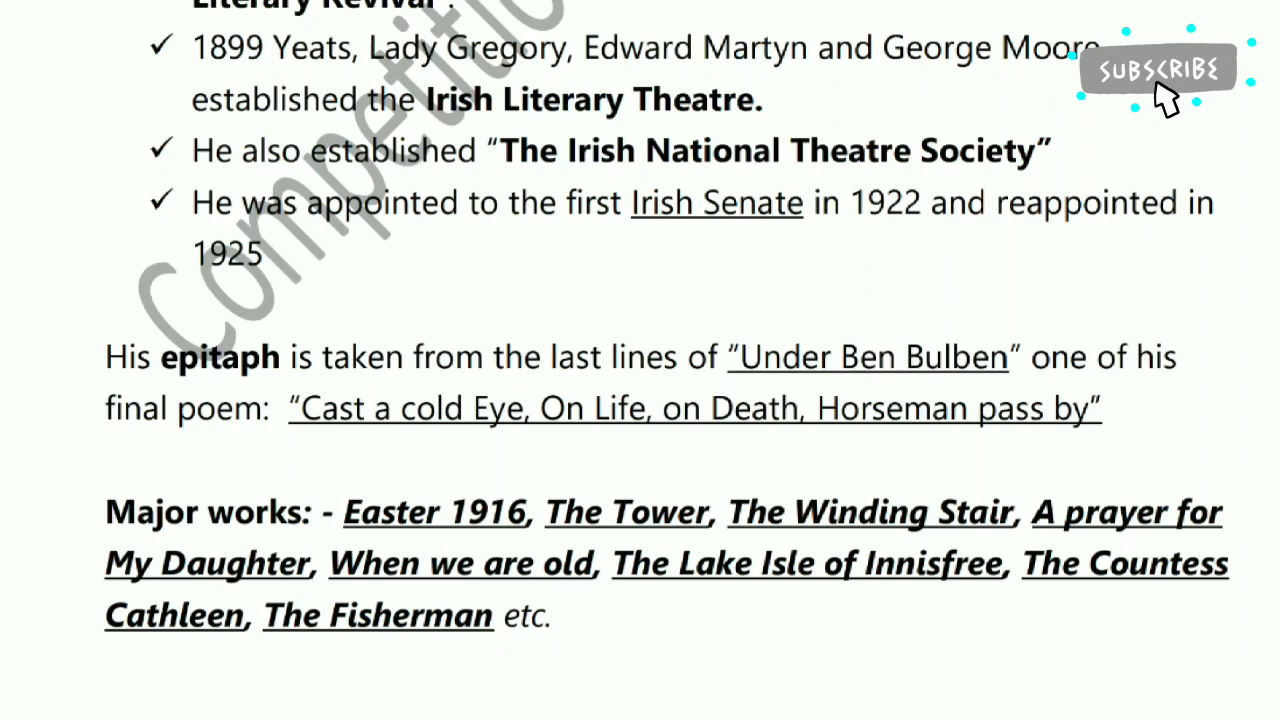 Literary Revival".
✓ 1899 Yeats, Lady Gregory, Edward Martyn and George Moore
established the Irish Literary Theatre.
✓ He also established "The Irish National Theatre Society"
✓ He was appointed to the first Irish Senate in 1922 and reappointed in
1925
His epitaph is taken from the last lines of "Under Ben Bulben" one of his
final poem: "Cast a cold Eye, On Life, on Death, Horseman pass by"
Major works: - Easter 1916, The Tower, The Winding Stair, A prayer for
My Daughter, When we are old, The Lake Isle of Innisfree, The Countess
Cathleen, The Fisherman etc.
SUBSCRIBE